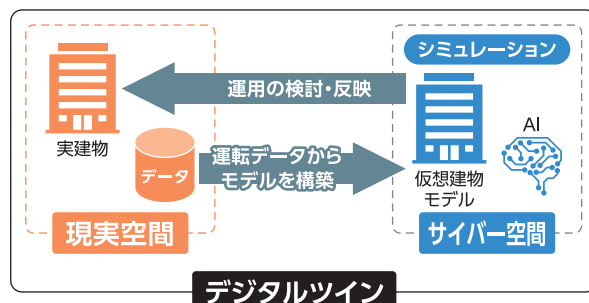 シミュレーション
運用の検討・反映
実建物
AI
運転データから
モデルを構築
データ
仮想建物
モデル
現実空間
サイバー空間
デジタルツイン